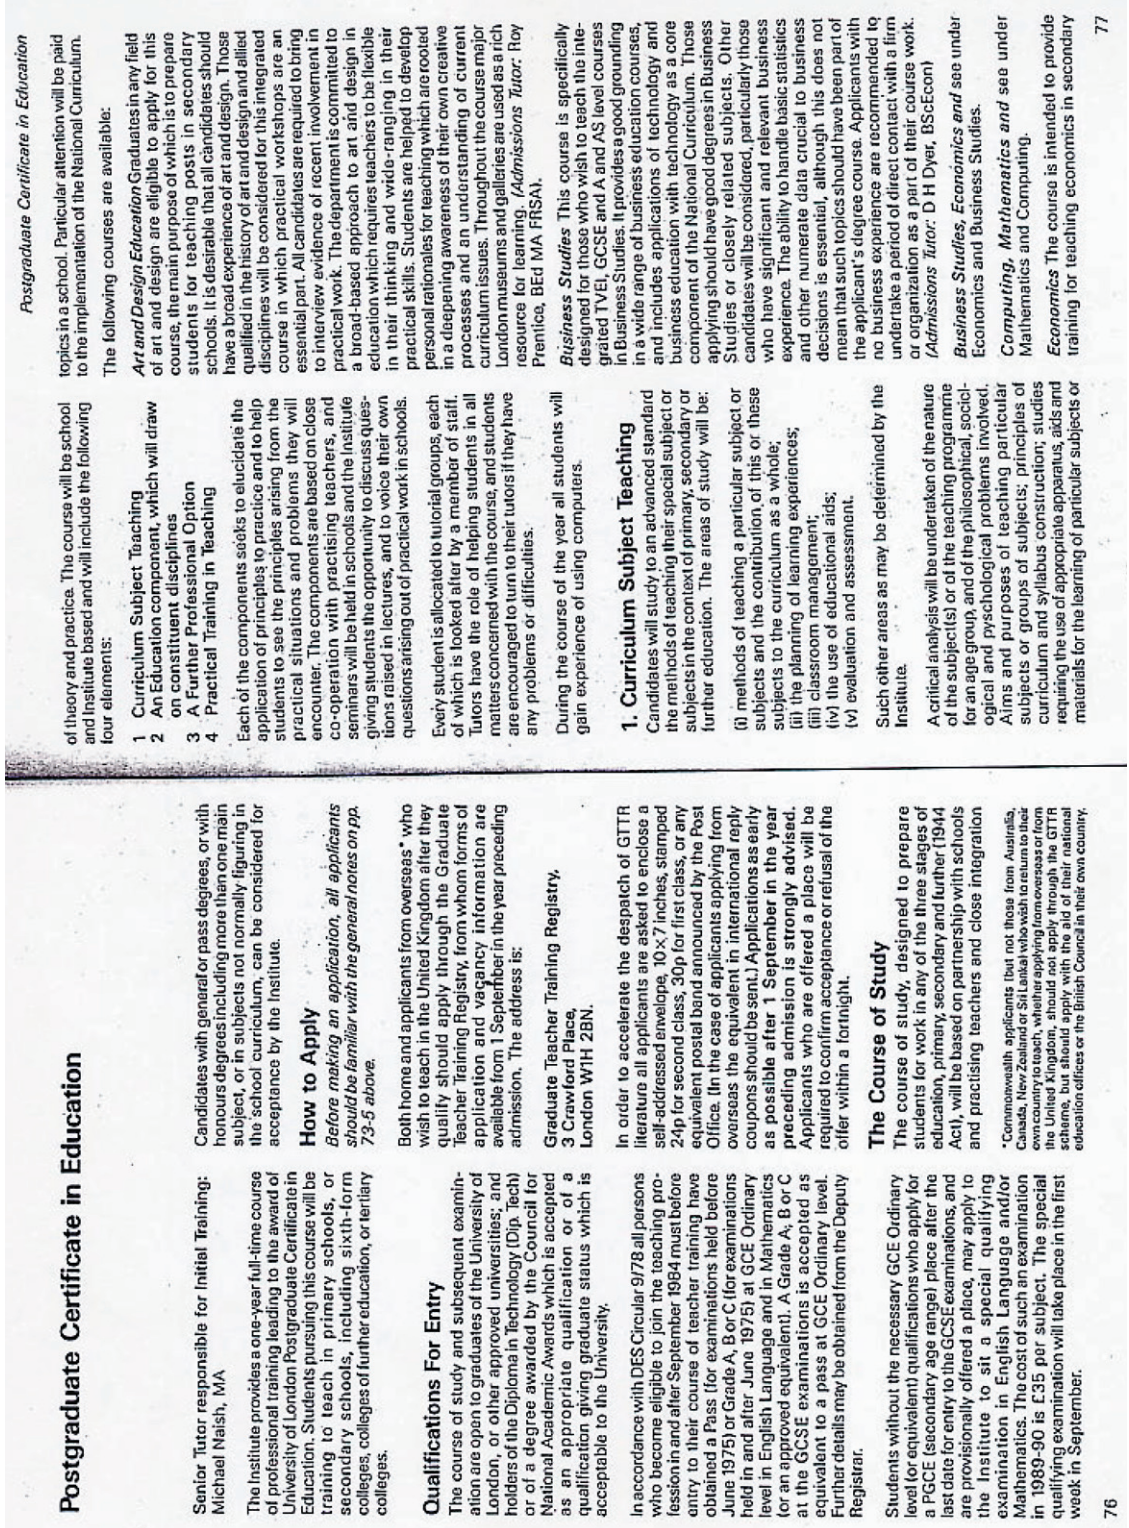 Postgraduate Certificate in Education
Senior Tutor responsible for Initial Training:
Michael Naish, MA
The Institute provides a one-year full-time course
of professional training leading to the award of
University of London Postgraduate Certificate in
Education. Students pursuing this course will be
training to teach in primary schools, or
secondary schools, including sixth-form
colleges, colleges of further education, or tertiary
colleges.
Qualifications For Entry
The course of study and subsequent examin-
ation are open to graduates of the University of
London, or other approved universities; and
holders of the Diploma in Technology (Dip. Tech)
or of a degree awarded by the Council for
National Academic Awards which is accepted
as an appropriate qualification or of a
qualification giving graduate status which is
acceptable to the University.
In accordance with DES Circular 9/78 all persons
who become eligible to join the teaching pro-
fession in and after September 1984 must before
entry to their course of teacher training have
obtained a Pass (for examinations held before
June 1975) or Grade A, B or C (for examinations
held in and after June 1975) at GCE Ordinary
level in English Language and in Mathematics
(or an approved equivalent). A Grade A, B or C
at the GCSE examinations is accepted as
equivalent to a pass at GCE Ordinary level.
Further details may be obtained from the Deputy
Registrar.
Students without the necessary GCE Ordinary
level (or equivalent) qualifications who apply for
a PGCE (secondary age range) place after the
last date for entry to the GCSE examinations, and
are provisionally offered a place, may apply to
the Institute to sit a special qualifying
examination in English Language and/or
Mathematics. The cost of such an examination
in 1989-90 is £35 per subject. The special
qualifying examination will take place in the first
week in September.
76
Candidates with general or pass degrees, or with
honours degrees including more than one main
subject, or in subjects not normally figuring in
the school curriculum, can be considered for
acceptance by the Institute.
How to Apply
Before making an application, all applicants
should be familiar with the general notes on pp.
73-5 above.
Both home and applicants from overses* who
wish to teach in the United Kingdom after they
qualify should apply through the Graduate
Teacher Training Registry, from whom forms of
application and vacancy information are
available from 1 September in the year preceding
admission. The address is:
Graduate Teacher Training Registry,
3 Crawford Place,
London W1H 2BN.
In order to accelerate the despatch of GTTR
literature all applicants are asked to enclose a
self-addressed envelope, 10×7 inches, stamped
24p for second class, 30p for first class, or any
equivalent postal band announced by the Post
Office. (In the case of applicants applying from
overseas the equivalent in international reply
coupons should be sent.) Applications as early
as possible after 1 September in the year
preceding admission is strongly advised.
Applicants who are offered a place will be
required to confirm acceptance or refusal of the
offer within a fortnight.
The Course of Study
The course of study, designed to prepare
students for work in any of the three stages of
education, primary, secondary and further (1944
Act), will be based on partnership with schools
and practising teachers and close integration
*Commonwealth applicants (but not those from Australia,
Canada, New Zealand or Sri Lanka) who wish to return to their
own country to teach, whether applying from overseas or from
the United Kingdom, should not apply through the GTTR
scheme, but should apply with the aid of their national
education offices or the British Council in their own country.
Postgraduate Certificate in Education
of theory and practice. The course will be school
and Institute based and will include the following
four elements:
1 Curriculum Subject Teaching
2 An Education component, which will draw
on constituent disciplines
3 A Further Professional Option
4 Practical Training in Teaching
Each of the components seeks to elucidate the
application of principles to practice and to help
students to see the principles arising from the
practical situations and problems they will
encounter. The components are based on close
co-operation with practising teachers, and
seminars will be held in schools and the Institute
giving students the opportunity to discuss ques-
tions raised in lectures, and to voice their own
questions arising out of practical work in schools.
Every student is allocated to tutorial groups, each
of which is looked after by a member of staff.
Tutors have the role of helping students in all
matters concerned with the course, and students
are encouraged to turn to their tutors if they have
any problems or difficulties.
During the course of the year all students will
gain experience of using computers.
1. Curriculum Subject Teaching
Candidates will study to an advanced standard
the methods of teaching their special subject or
subjects in the context of primary, secondary or
further education. The areas of study will be:
(i) methods of teaching a particular subject or
subjects and the contribution of this or these
subjects to the curriculum as a whole;
(ii) the planning of learning experiences;
(iii) classroom management;
(iv) the use of educational aids;
(v) evaluation and assessment.
Such other areas as may be determined by the
Institute.
A critical analysis will be undertaken of the nature
of the subject(s) or of the teaching programme
for an age group, and of the philosophical, sociol-
ogical and pyschological problems involved.
Aims and purposes of teaching particular
subjects or groups of subjects; principles of
curriculum and syllabus construction; studies
requiring the use of appropriate apparatus, aids and
materials for the learning of particular subjects or
topics in a school. Particular attention will be paid
to the implementation of the National Curriculum.
The following courses are available:
Art and Design Education Graduates in any field
of art and design are eligible to apply for this
course, the main purpose of which is to prepare
students for teaching posts in secondary
schools. It is desirable that all candidates should
have a broad experience of art and design. Those
qualified in the history of art and design and allied
disciplines will be considered for this integrated
course in which practical workshops are an
essential part. All candidates are required to bring
to interview evidence of recent involvement in
practical work. The department is committed to
a broad-based approach to art and design in
education which requires teachers to be flexible
in their thinking and wide-ranging in their
practical skills. Students are helped to develop
personal rationales for teaching which are rooted
in a deepening awareness of their own creative
processes and an understanding of current
curriculum issues. Throughout the course major
London museums and galleries are used as a rich
resource for learning. (Admissions Tutor: Roy
Prentice, BEd MA FRSA).
Business Studies This course is specifically
designed for those who wish to teach the inte-
grated TVEI, GCSE and A and AS level courses
in Business Studies. It provides a good grounding
in a wide range of business education courses,
and includes applications of technology and
business education with technology as a core
component of the National Curriculum. Those
applying should have good degrees in Business
Studies or closely related subjects. Other
candidates will be considered, particularly those
who have significant and relevant business
experience. The ability to handle basic statistics
and other numerate data crucial to business
decisions is essential, although this does not
mean that such topics should have been part of
the applicant's degree course. Applicants with
no business experience are recommended to
undertake a period of direct contact with a firm
or organization as a part of their course work.
(Admissions Tutor: D H Dyer, BScEcon)
Business Studies, Economics and see under
Economics and Business Studies.
Computing, Mathematics and see under
Mathematics and Computing.
Economics The course is intended to provide
training for teaching economics in secondary
77